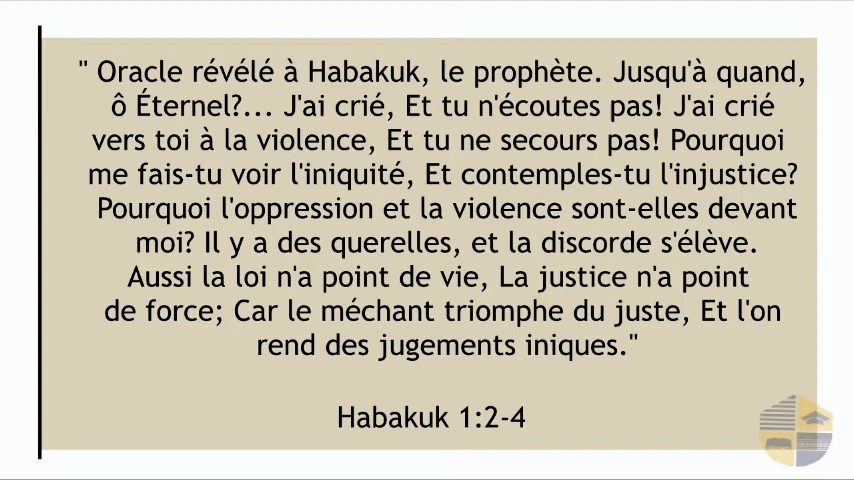 " Oracle révélé à Habakuk, le prophète. Jusqu'à quand,
ô Éternel?... J'ai crié, Et tu n'écoutes pas! J'ai crié
vers toi à la violence, Et tu ne secours pas! Pourquoi
me fais-tu voir l'iniquité, Et contemples-tu l'injustice?
Pourquoi l'oppression et la violence sont-elles devant
moi? Il y a des querelles, et la discorde s'élève.
Aussi la loi n'a point de vie, La justice n'a point
de force; Car le méchant triomphe du juste, Et l'on
rend des jugements iniques."
Habakuk 1:2-4